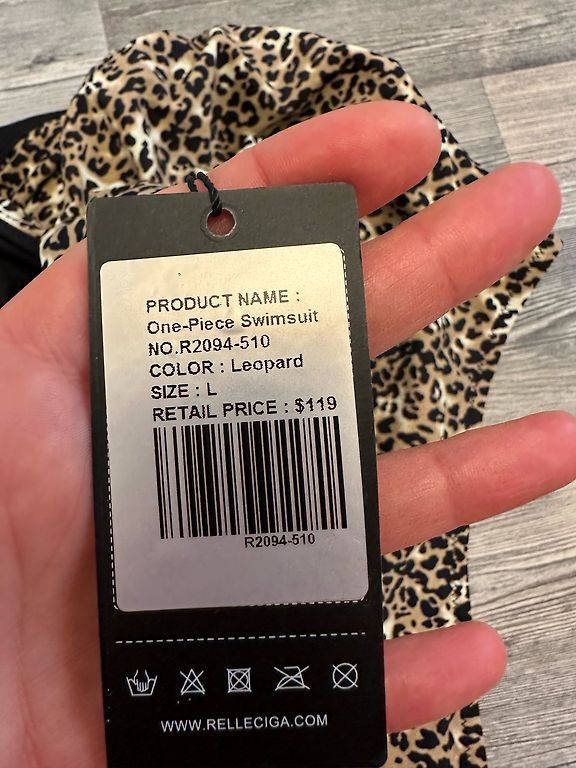 PRODUCT NAME :
One-Piece Swimsuit
NO.R2094-510
COLOR : Leopard
SIZE : L
RETAIL PRICE : $119
R2094-510
WWW.RELLECIGA.COM